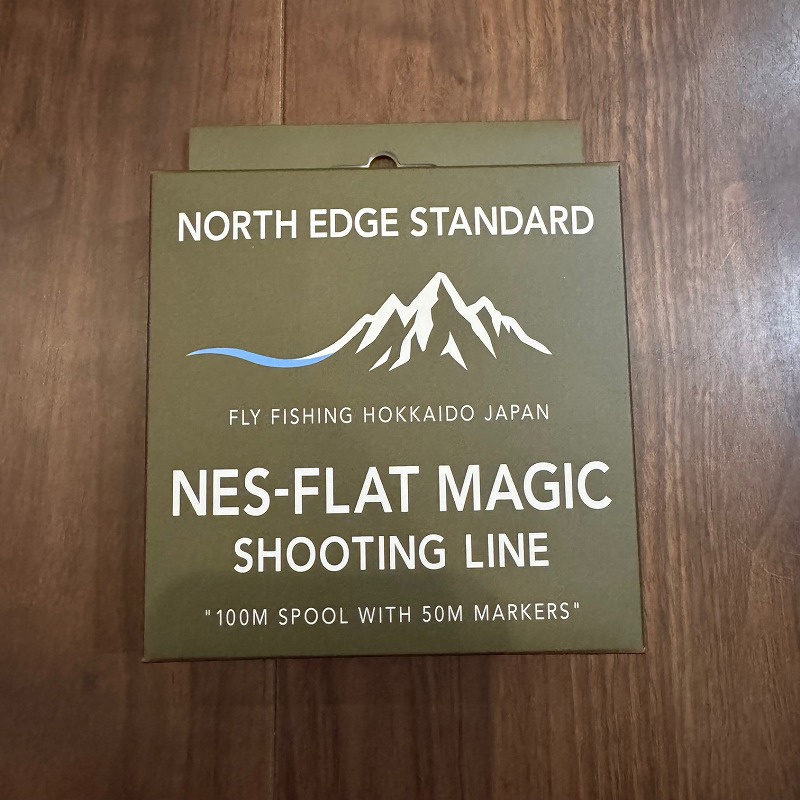 NORTH EDGE STANDARD
FLY FISHING HOKKAIDO JAPAN
NES-FLAT MAGIC
SHOOTING LINE
"100M SPOOL WITH 50M MARKERS"